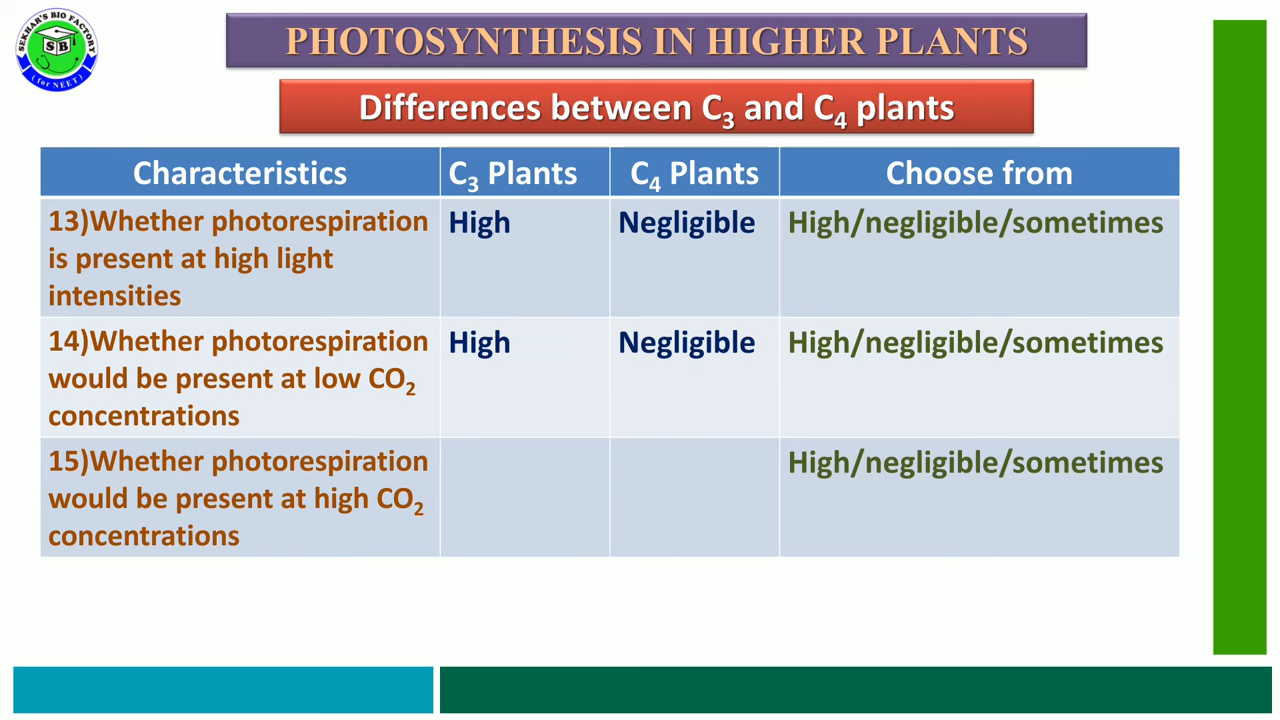 SEKHAR'S BIO FACTORY
S B
(for NEET)
PHOTOSYNTHESIS IN HIGHER PLANTS
Differences between C₃ and C₄ plants
Characteristics C₃ Plants C₄ Plants Choose from
13)Whether photorespiration High Negligible High/negligible/sometimes
is present at high light
intensities
14)Whether photorespiration High Negligible High/negligible/sometimes
would be present at low CO₂
concentrations
15)Whether photorespiration High/negligible/sometimes
would be present at high CO₂
concentrations